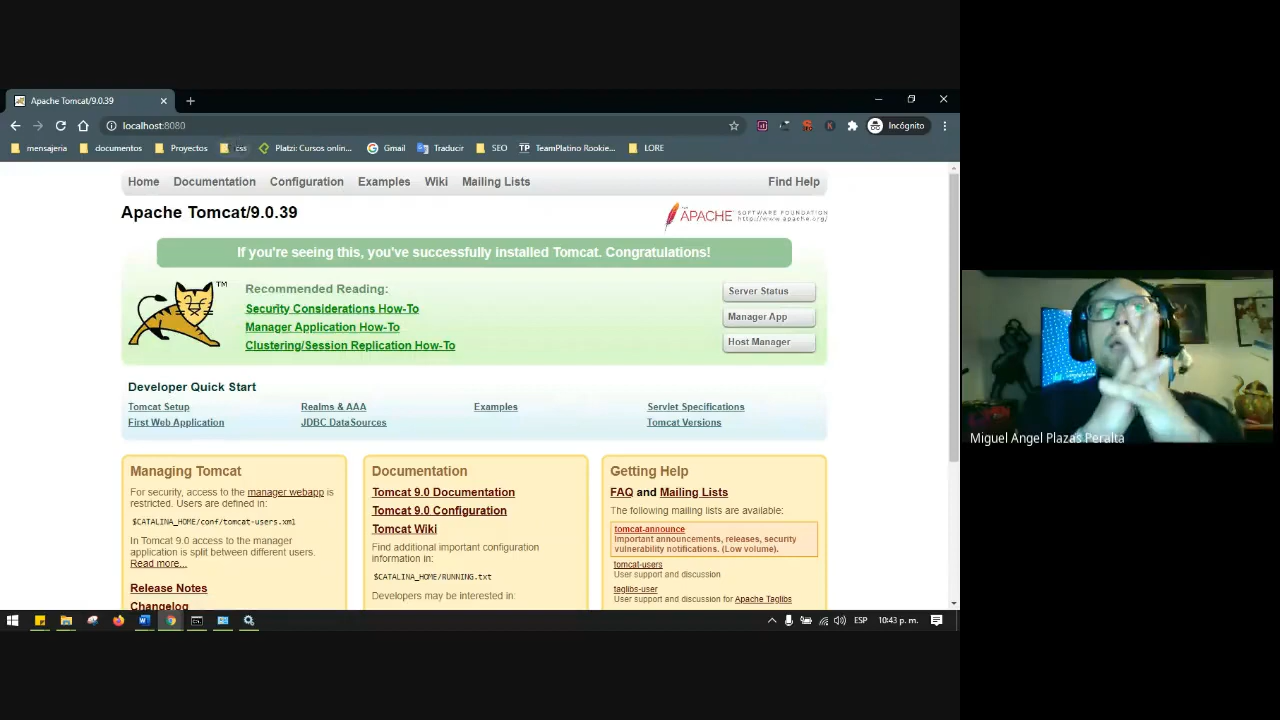 Apache Tomcat/9.0.39
localhost:8080
Incógnito
mensajeria
documentos
Proyectos
css
Platzi: Cursos onlin...
Gmail
Traducir
SEO
TP TeamPlatino Rookie...
LORE
Home
Documentation
Configuration
Examples
Wiki
Mailing Lists
Find Help
Apache Tomcat/9.0.39
THE APACHE SOFTWARE FOUNDATION
http://www.apache.org/
If you're seeing this, you've successfully installed Tomcat. Congratulations!
TM
Recommended Reading:
Security Considerations How-To
Manager Application How-To
Clustering/Session Replication How-To
Server Status
Manager App
Host Manager
Developer Quick Start
Tomcat Setup
First Web Application
Realms & AAA
JDBC DataSources
Examples
Servlet Specifications
Tomcat Versions
Managing Tomcat
For security, access to the manager webapp is
restricted. Users are defined in:
$CATALINA_HOME/conf/tomcat-users.xml
In Tomcat 9.0 access to the manager
application is split between different users.
Read more...
Release Notes
Changelog
Documentation
Tomcat 9.0 Documentation
Tomcat 9.0 Configuration
Tomcat Wiki
Find additional important configuration
information in:
$CATALINA_HOME/RUNNING.txt
Developers may be interested in:
Getting Help
FAQ and Mailing Lists
The following mailing lists are available:
tomcat-announce
Important announcements, releases, security
vulnerability notifications. (Low volume).
tomcat-users
User support and discussion
taglibs-user
User support and discussion for Apache Taglibs
ESP
10:43 p. m.
Miguel Angel Plazas Peralta